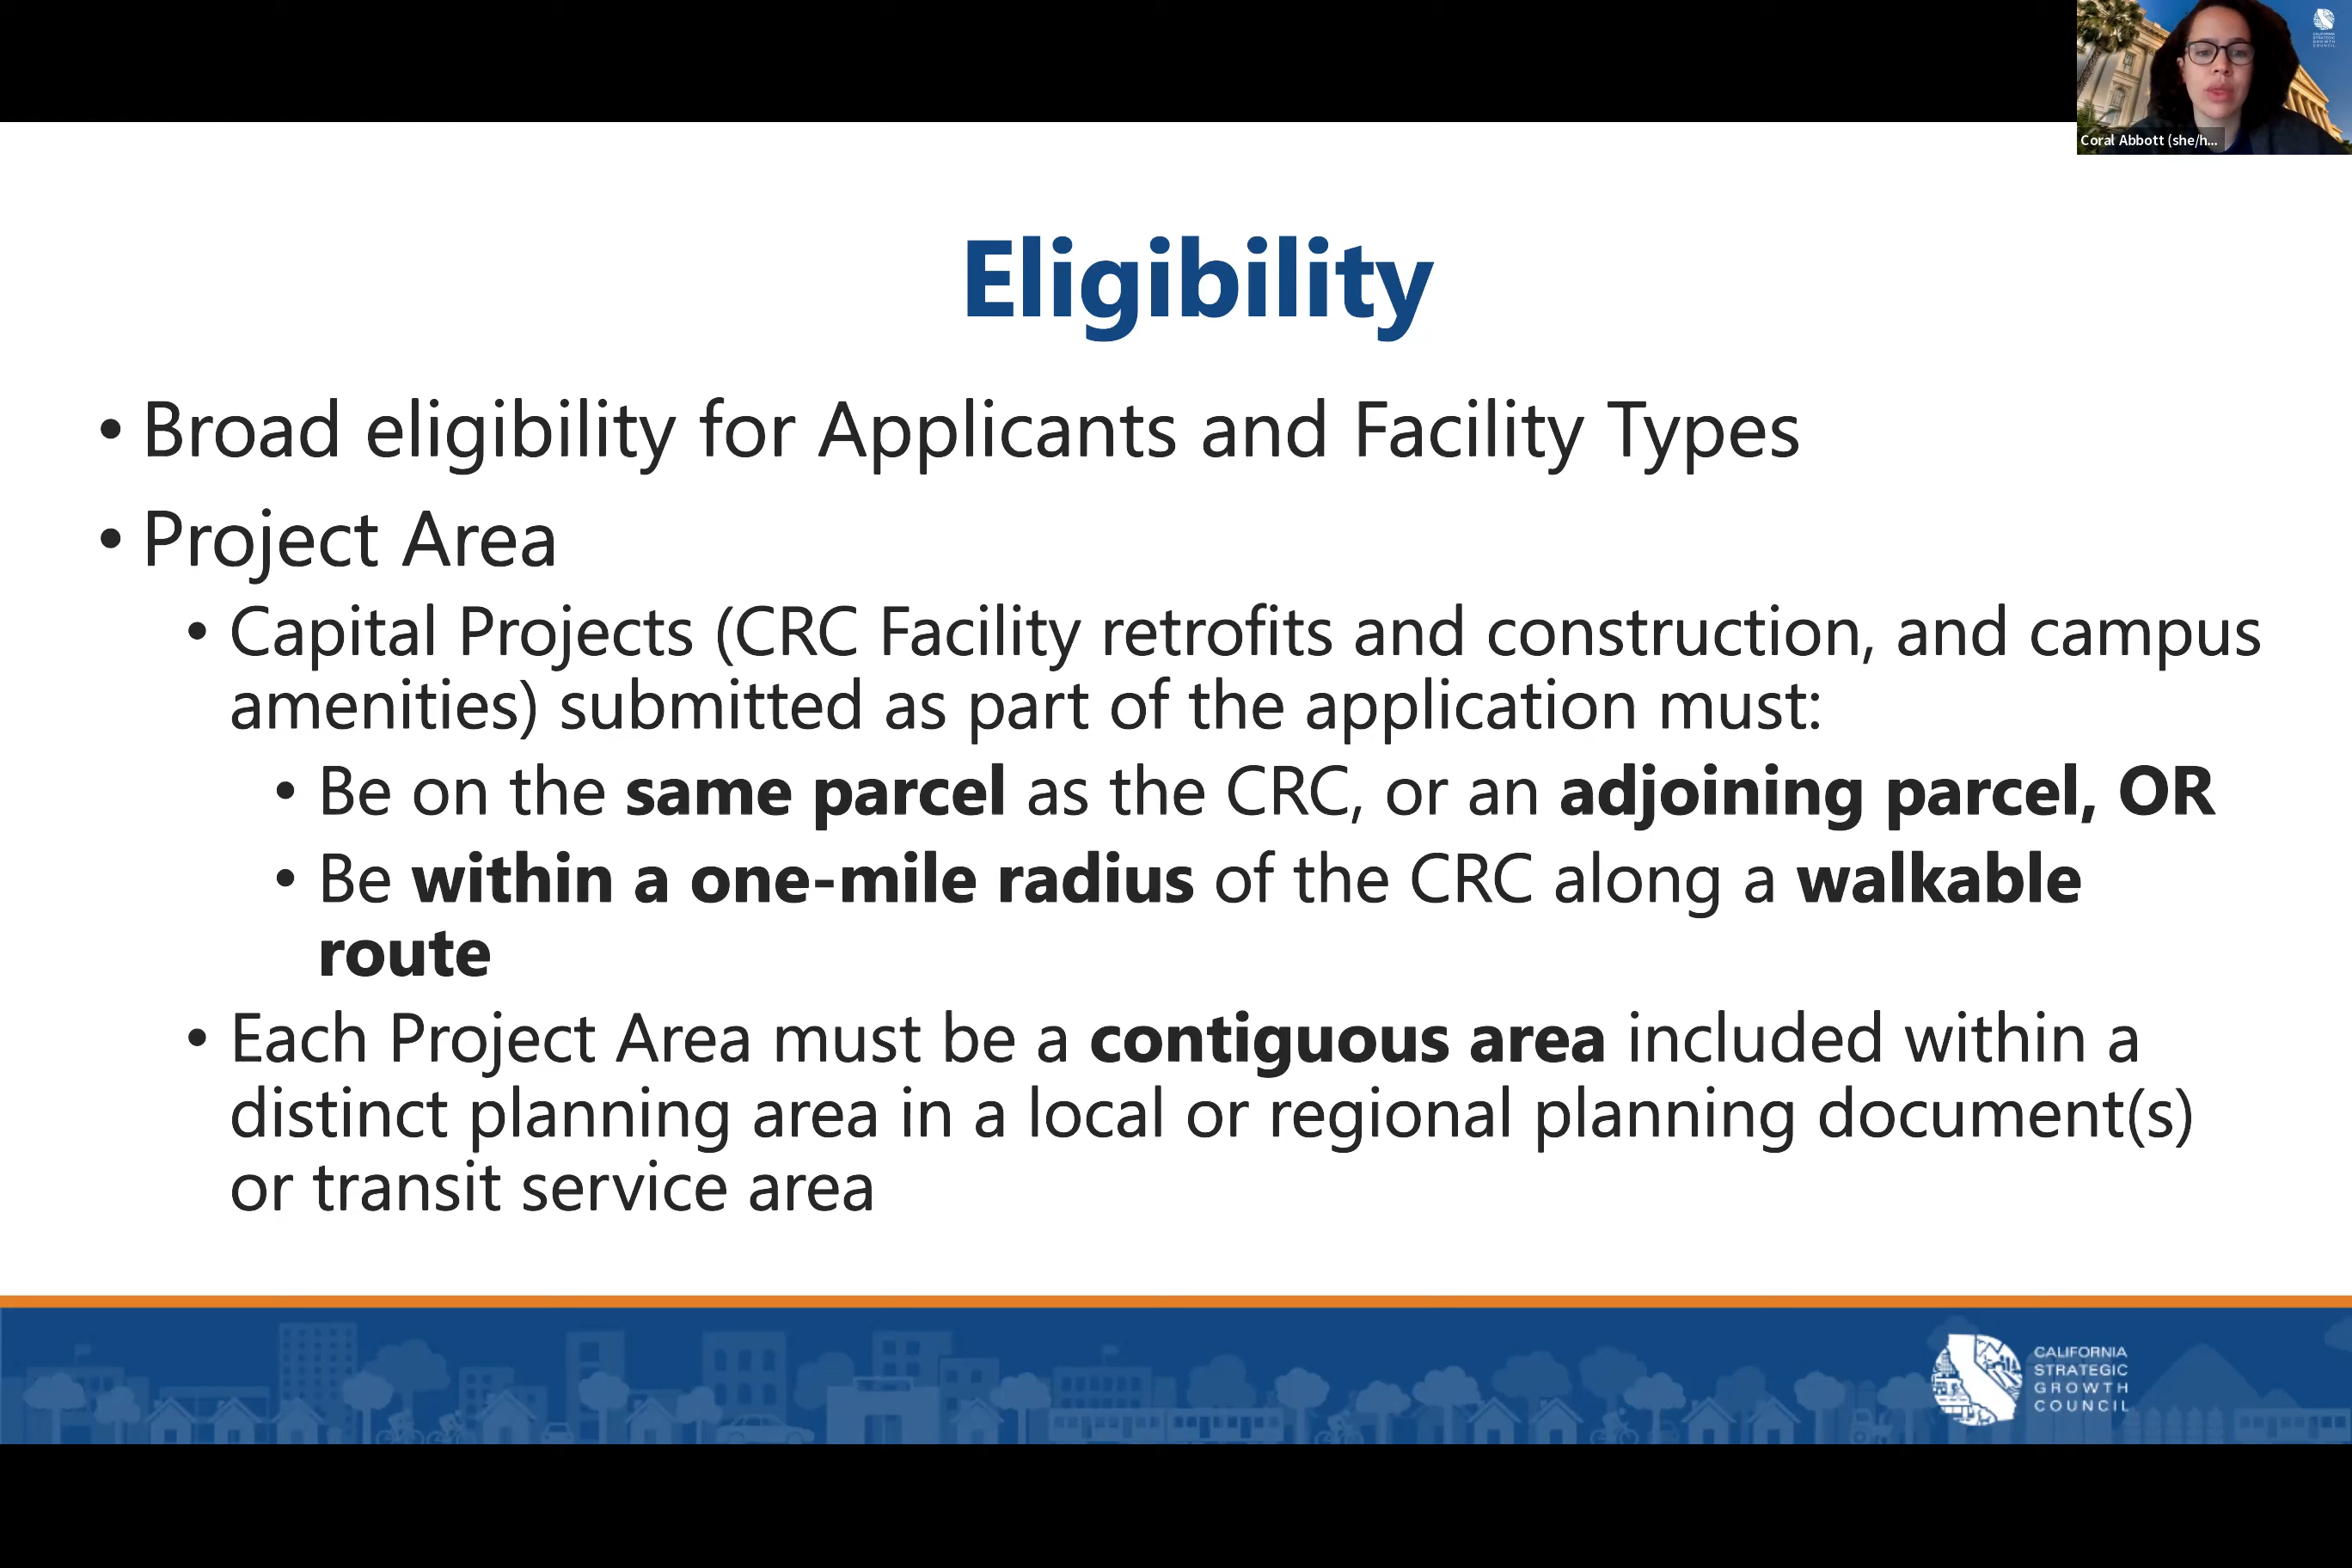 Coral Abbott (she/h...
Eligibility
• Broad eligibility for Applicants and Facility Types
• Project Area
• Capital Projects (CRC Facility retrofits and construction, and campus
amenities) submitted as part of the application must:
• Be on the same parcel as the CRC, or an adjoining parcel, OR
• Be within a one-mile radius of the CRC along a walkable
route
• Each Project Area must be a contiguous area included within a
distinct planning area in a local or regional planning document(s)
or transit service area
CALIFORNIA
STRATEGIC
GROWTH
COUNCIL